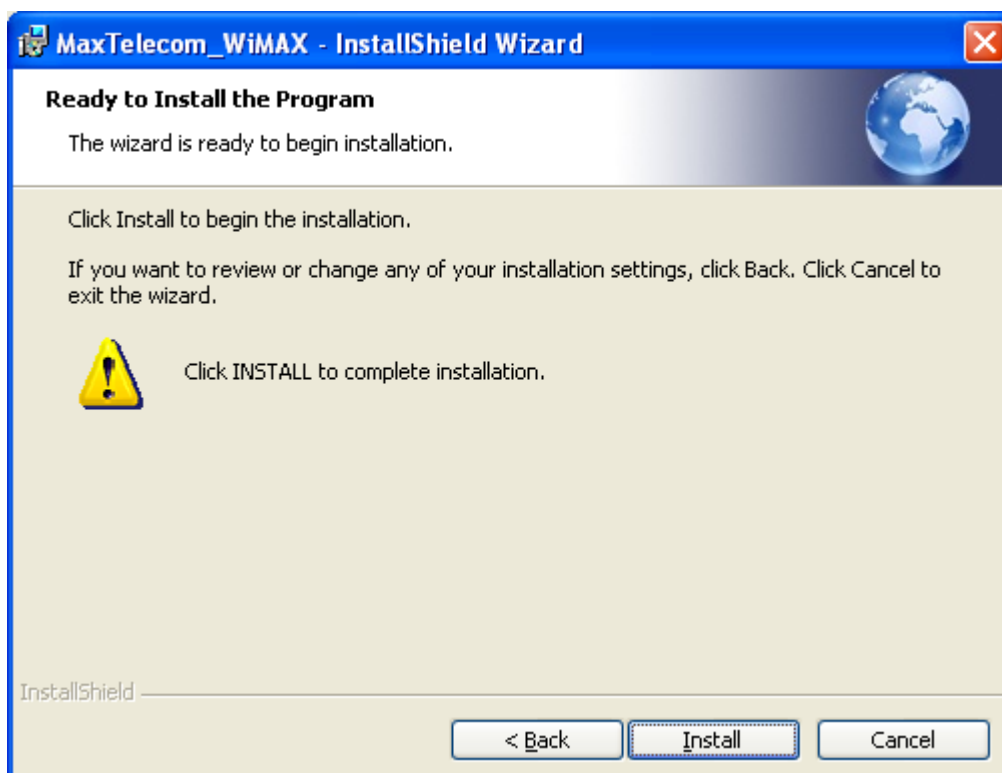 MaxTelecom_WiMAX - InstallShield Wizard
Ready to Install the Program
The wizard is ready to begin installation.
Click Install to begin the installation.
If you want to review or change any of your installation settings, click Back. Click Cancel to
exit the wizard.
Click INSTALL to complete installation.
InstallShield
< Back
Install
Cancel